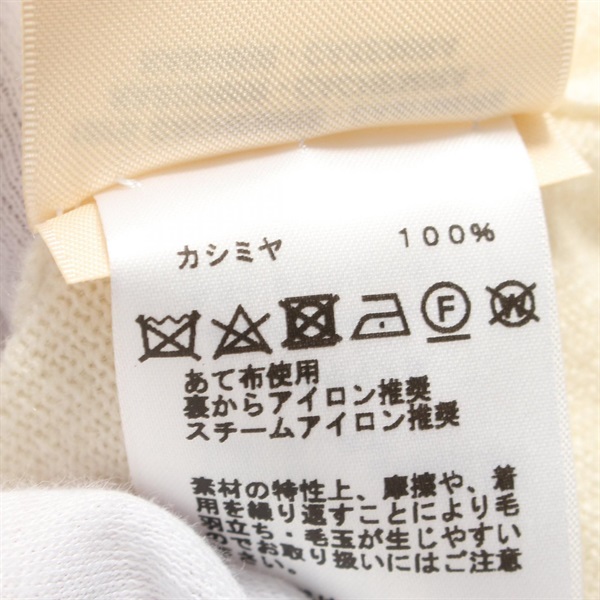 カシミヤ 100%
F W
あて布使用
裏からアイロン推奨
スチームアイロン推奨
素材の特性上、摩擦や、着
用を繰り返すことにより毛
羽立ち・毛玉が生じやすい
のでお取り扱いにはご注意
ださい。